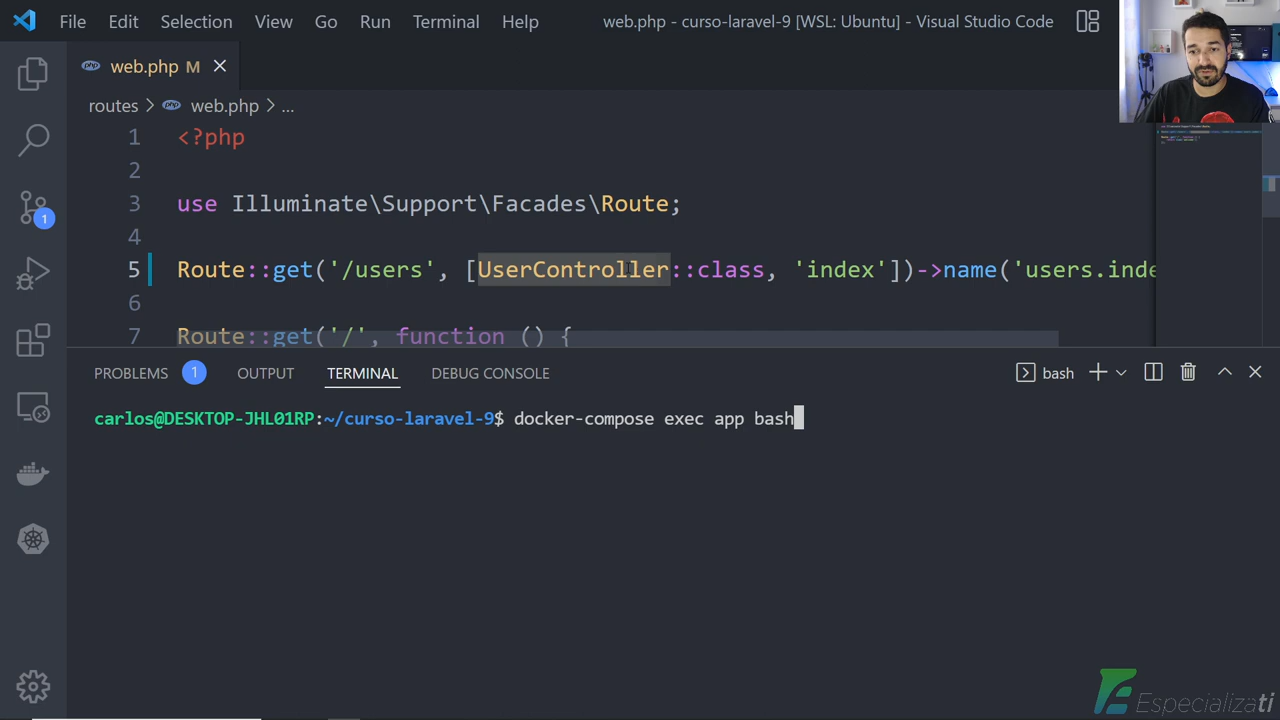 File Edit Selection View Go Run Terminal Help web.php - curso-laravel-9 [WSL: Ubuntu] - Visual Studio Code
web.php M
routes > web.php > ...
1 <?php
2
3 use Illuminate\Support\Facades\Route;
4
5 Route::get('/users', [UserController::class, 'index'])->name('users.inde
6
7 Route::get('/', function () {
1
PROBLEMS 1 OUTPUT TERMINAL DEBUG CONSOLE bash
carlos@DESKTOP-JHL01RP:~/curso-laravel-9$ docker-compose exec app bash
Especializati